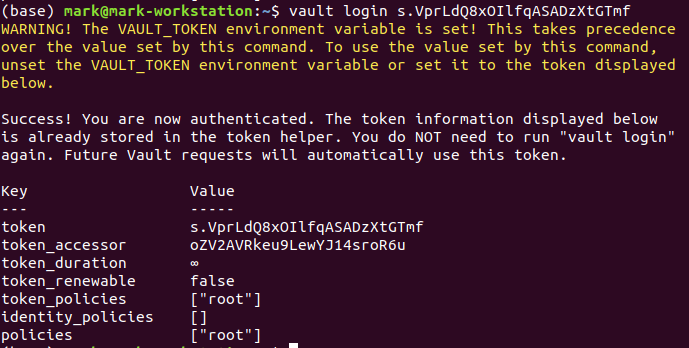 (base) mark@mark-workstation:~$ vault login s.VprLdQ8xOIlfqASADzXtGTmf
WARNING! The VAULT_TOKEN environment variable is set! This takes precedence
over the value set by this command. To use the value set by this command,
unset the VAULT_TOKEN environment variable or set it to the token displayed
below.
Success! You are now authenticated. The token information displayed below
is already stored in the token helper. You do NOT need to run "vault login"
again. Future Vault requests will automatically use this token.
Key Value
--- -----
token s.VprLdQ8xOIlfqASADzXtGTmf
token_accessor oZV2AVRkeu9LewYJ14sroR6u
token_duration ∞
token_renewable false
token_policies ["root"]
identity_policies []
policies ["root"]